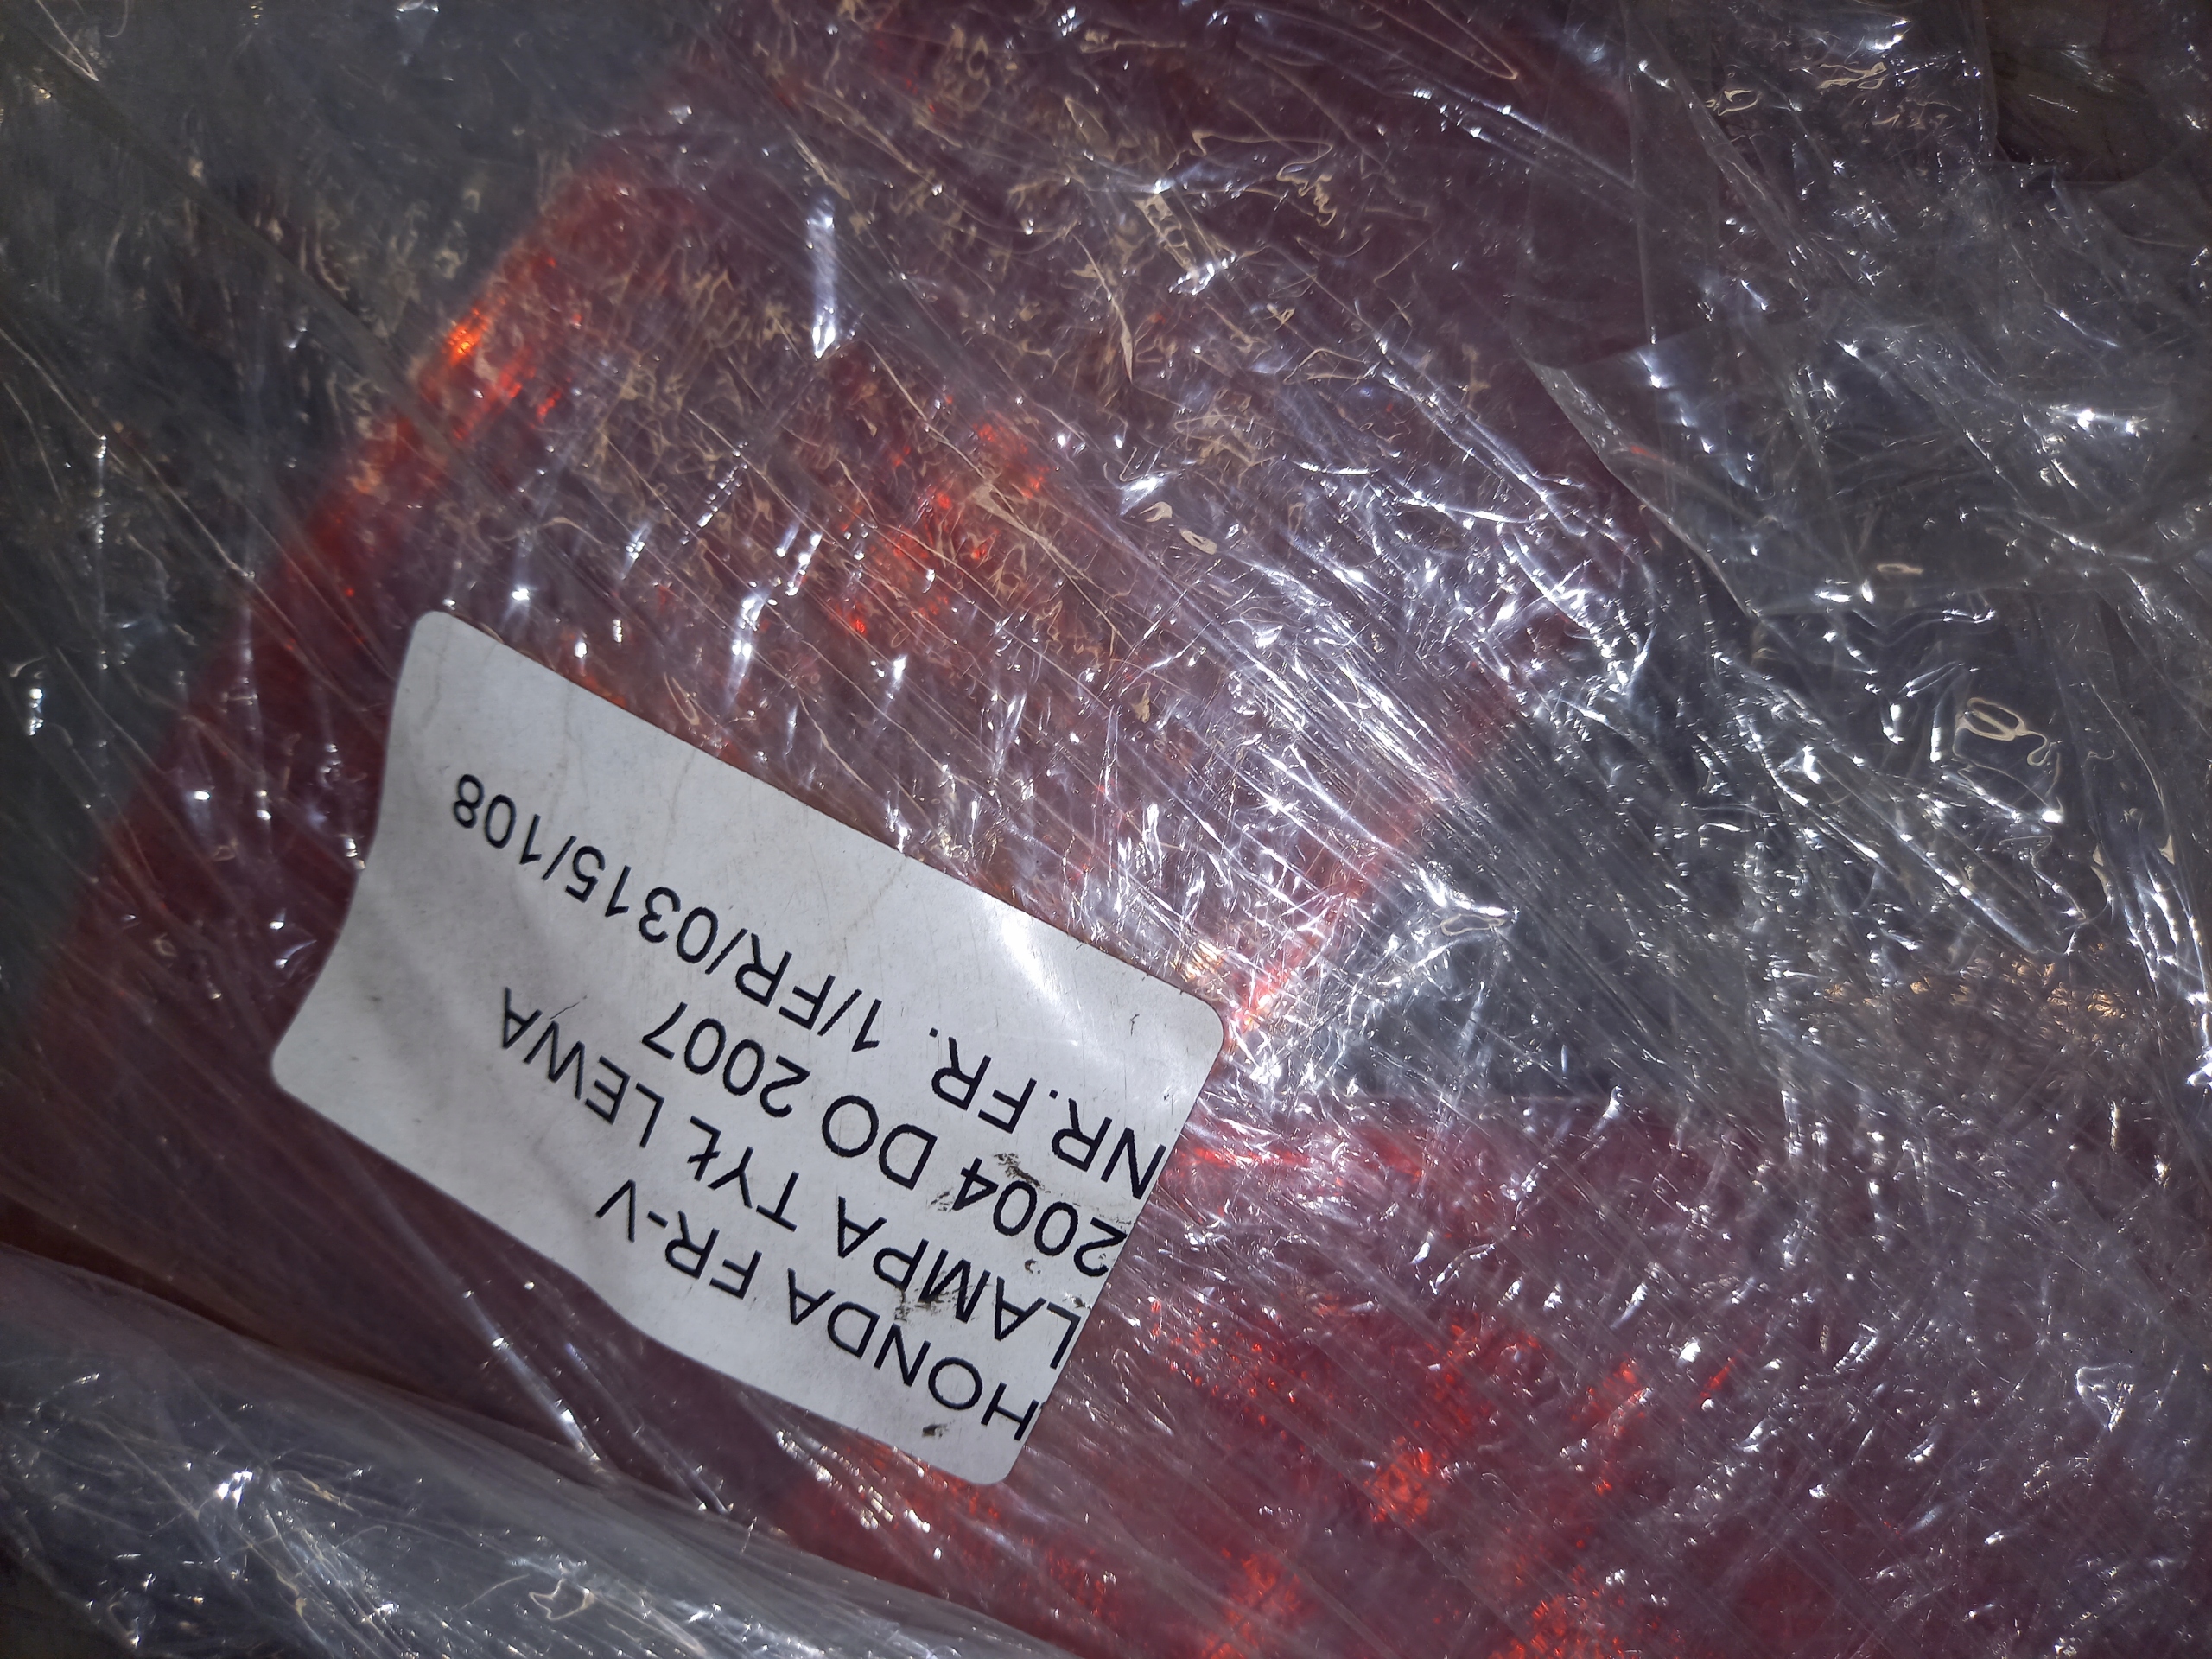 HONDA FR-V
LAMPA TYŁ LEWA
2004 DO 2007
NR.FR. 1/FR/0315/108